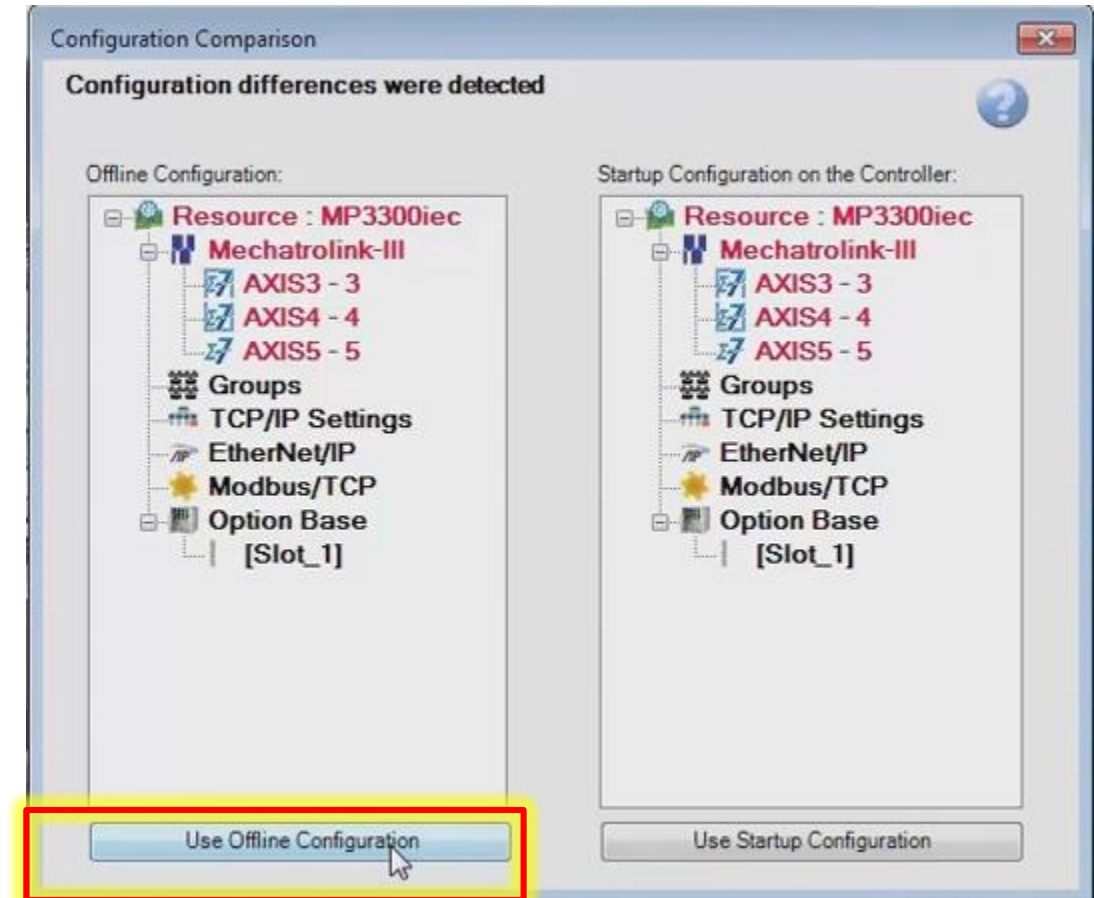 Configuration Comparison
Configuration differences were detected
Offline Configuration:
Resource : MP3300iec
Mechatrolink-III
AXIS3 - 3
AXIS4 - 4
AXIS5 - 5
Groups
TCP/IP Settings
EtherNet/IP
Modbus/TCP
Option Base
[Slot_1]
Use Offline Configuration
Startup Configuration on the Controller:
Resource : MP3300iec
Mechatrolink-III
AXIS3 - 3
AXIS4 - 4
AXIS5 - 5
Groups
TCP/IP Settings
EtherNet/IP
Modbus/TCP
Option Base
[Slot_1]
Use Startup Configuration